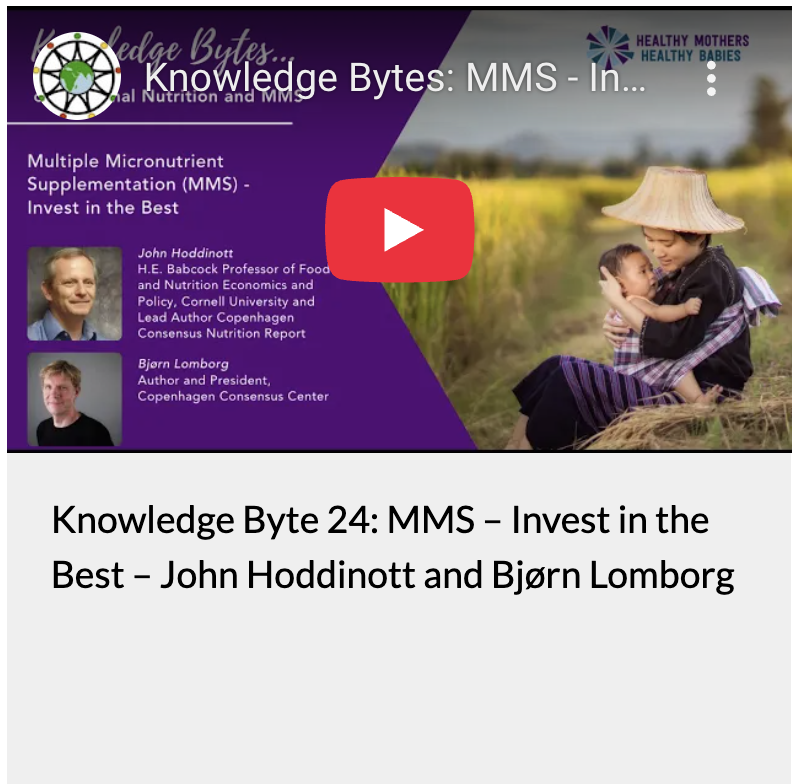 Knowledge Bytes...
Knowledge Bytes: MMS - In...
HEALTHY MOTHERS
HEALTHY BABIES
Nutrition and MMS
Multiple Micronutrient
Supplementation (MMS) -
Invest in the Best
John Hoddinott
H.E. Babcock Professor of Food
and Nutrition Economics and
Policy, Cornell University and
Lead Author Copenhagen
Consensus Nutrition Report
Bjørn Lomborg
Author and President,
Copenhagen Consensus Center
Knowledge Byte 24: MMS – Invest in the
Best – John Hoddinott and Bjørn Lomborg